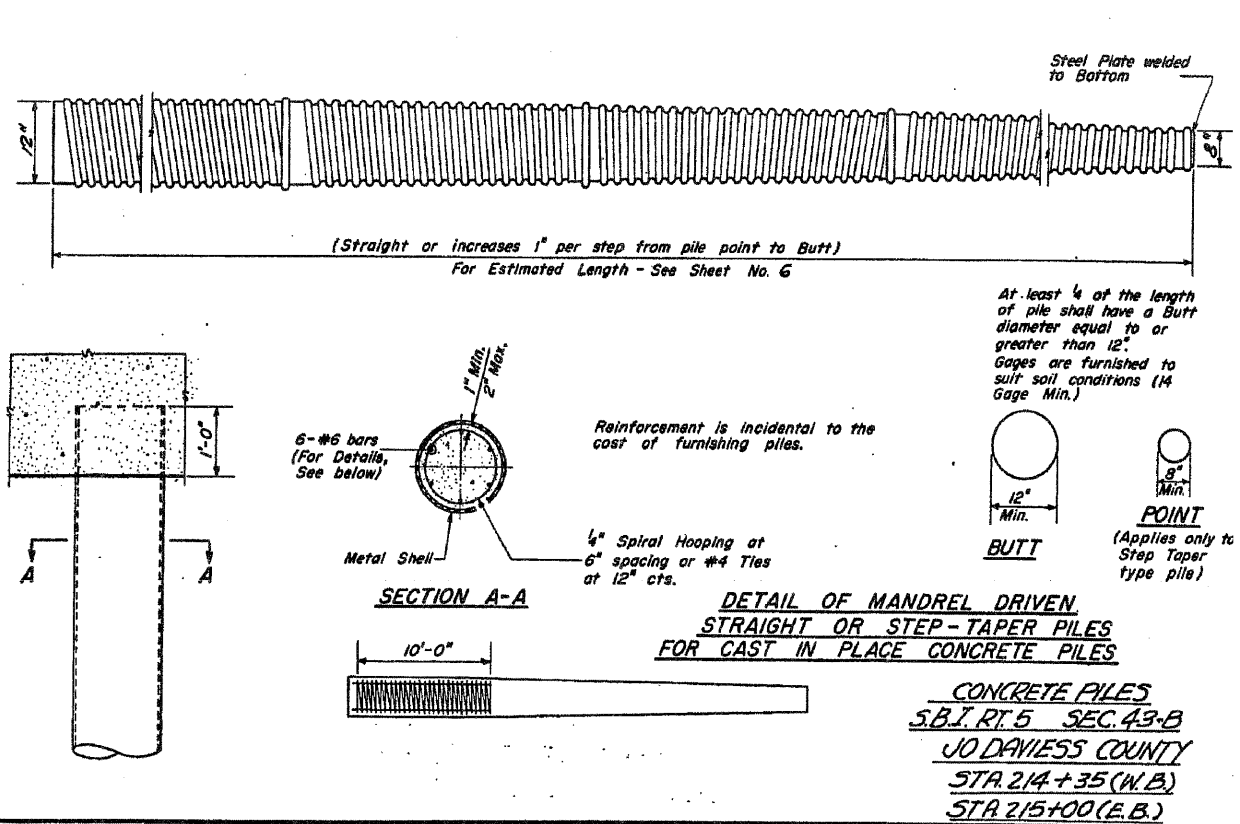 Steel Plate welded
to Bottom
12"
8"
(Straight or increases 1" per step from pile point to Butt)
For Estimated Length - See Sheet No. 6
At least 1/4 of the length
of pile shall have a Butt
diameter equal to or
greater than 12".
Gages are furnished to
suit soil conditions (14
Gage Min.)
1'-0"
A
A
1" Min.
2" Max.
6-#6 bars
(For Details,
See below)
Metal Shell
1/4" Spiral Hooping at
6" spacing or #4 Ties
at 12" cts.
SECTION A-A
Reinforcement is incidental to the
cost of furnishing piles.
12"
Min.
BUTT
8"
Min.
POINT
(Applies only to
Step Taper
type pile)
DETAIL OF MANDREL DRIVEN
STRAIGHT OR STEP-TAPER PILES
FOR CAST IN PLACE CONCRETE PILES
10'-0"
CONCRETE PILES
S.B.I. RT. 5 SEC. 43-B
JO DAVIESS COUNTY
STA. 214+35 (W.B.)
STA. 215+00 (E.B.)